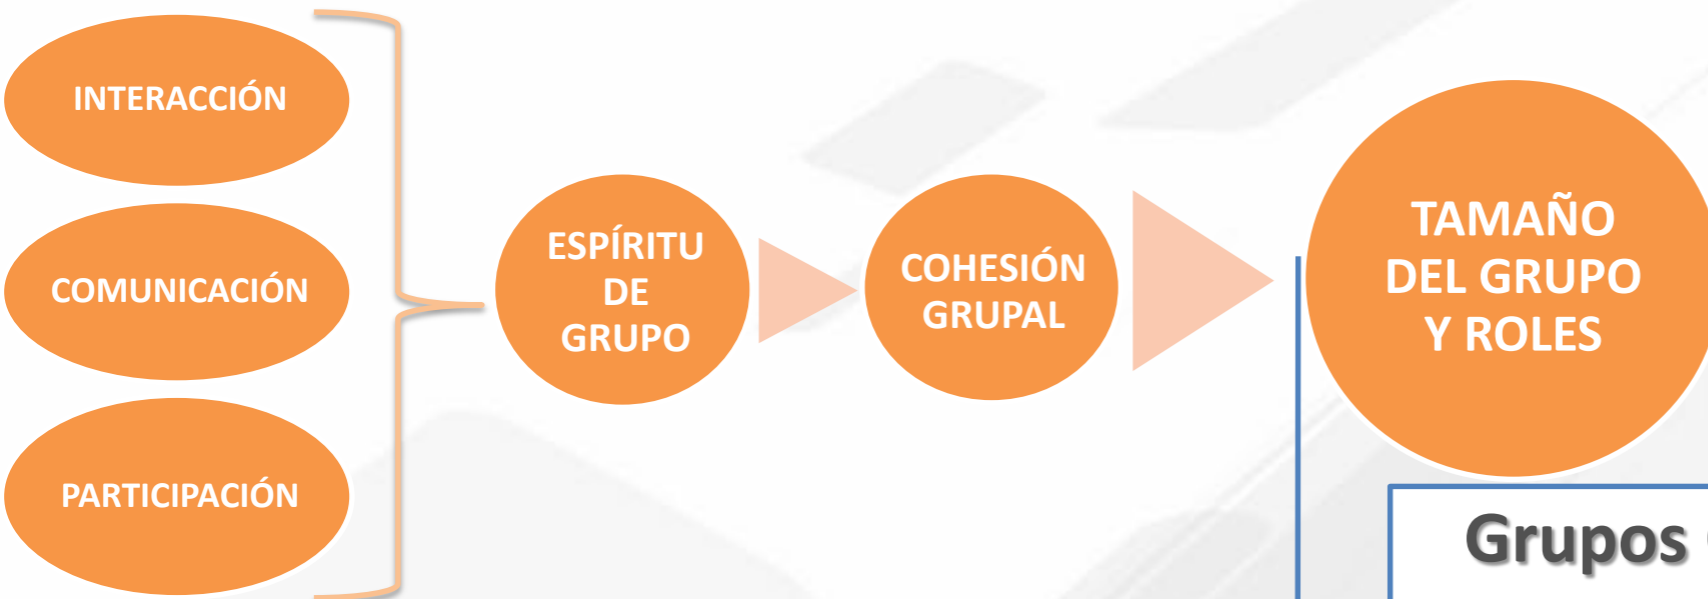 INTERACCIÓN
COMUNICACIÓN
PARTICIPACIÓN
ESPÍRITU
DE
GRUPO
COHESIÓN
GRUPAL
TAMAÑO
DEL GRUPO
Y ROLES
Grupos